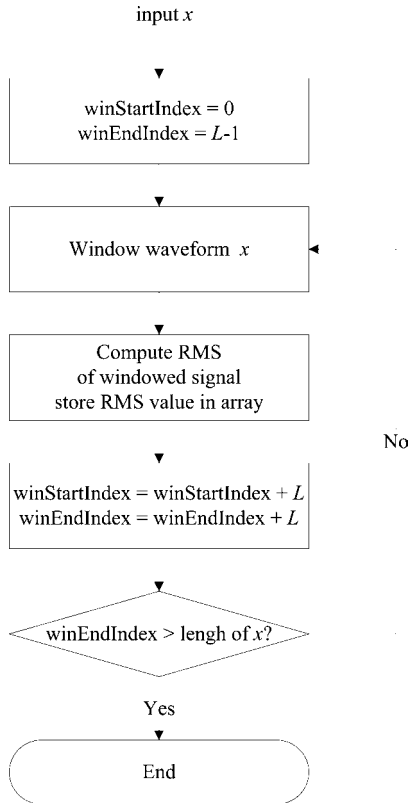 input x
winStartIndex = 0
winEndIndex = L-1
Window waveform x
Compute RMS
of windowed signal
store RMS value in array
No
winStartIndex = winStartIndex + L
winEndIndex = winEndIndex + L
winEndIndex > lengh of x?
Yes
End